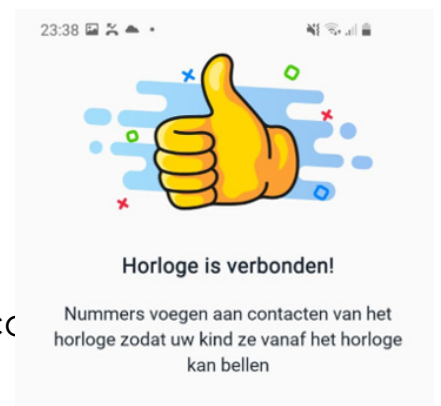 23:38
Horloge is verbonden!
Nummers voegen aan contacten van het
horloge zodat uw kind ze vanaf het horloge
kan bellen